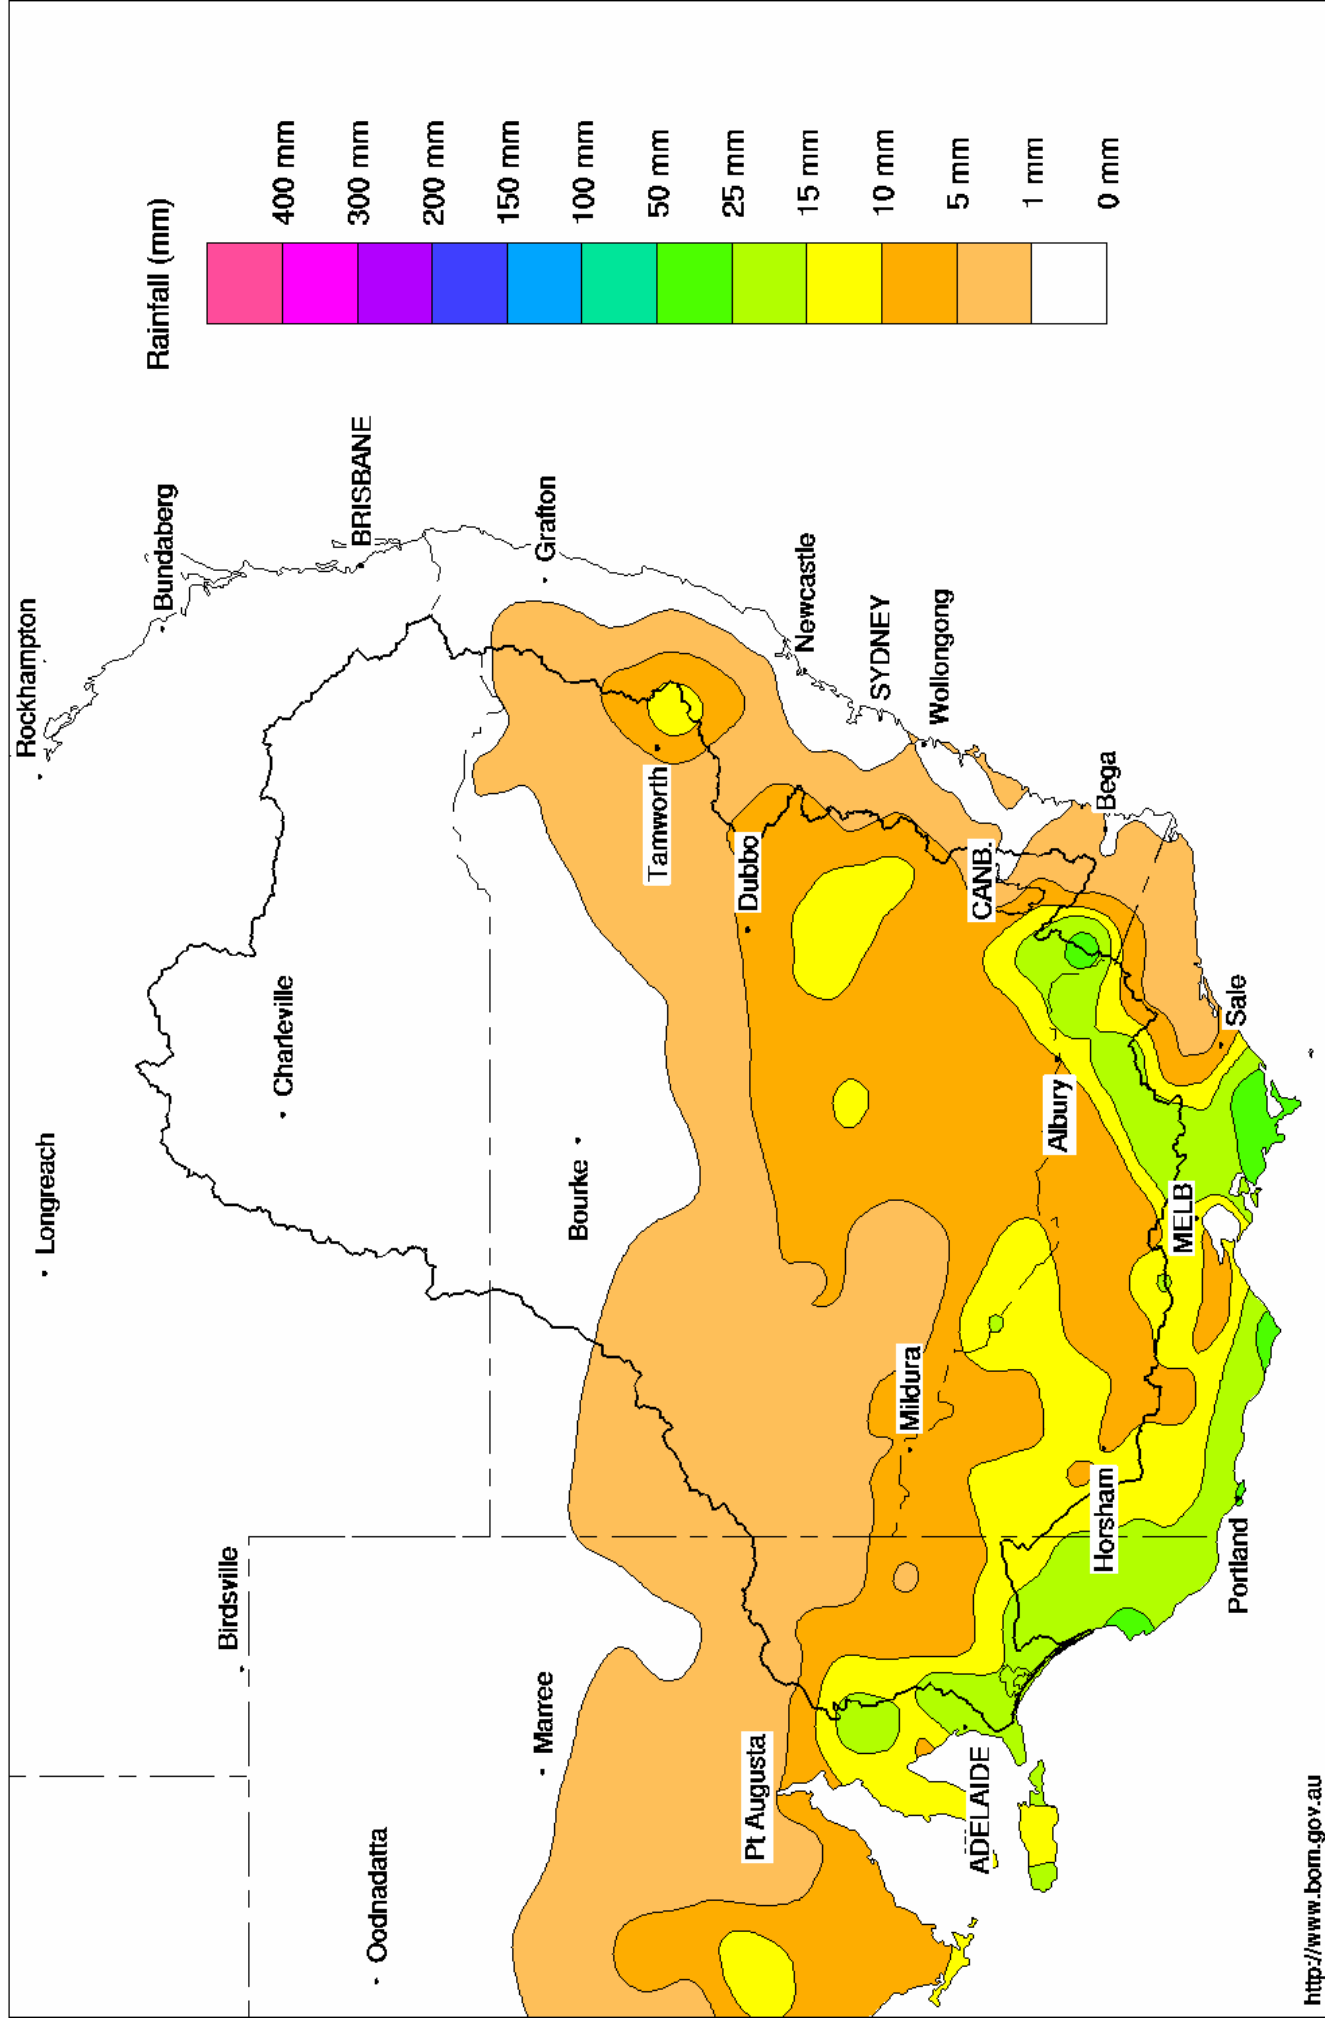 Rockhampton
Longreach
Bundaberg
Birdsville
Charleville
BRISBANE
Oodnadatta
Marree
Bourke
Grafton
Tamworth
Pt Augusta
Dubbo
Newcastle
Mildura
SYDNEY
Wollongong
ADELAIDE
CANB.
Albury
Bega
Horsham
MELB
Portland
Sale
Rainfall (mm)
400 mm
300 mm
200 mm
150 mm
100 mm
50 mm
25 mm
15 mm
10 mm
5 mm
1 mm
0 mm
http://www.bom.gov.au